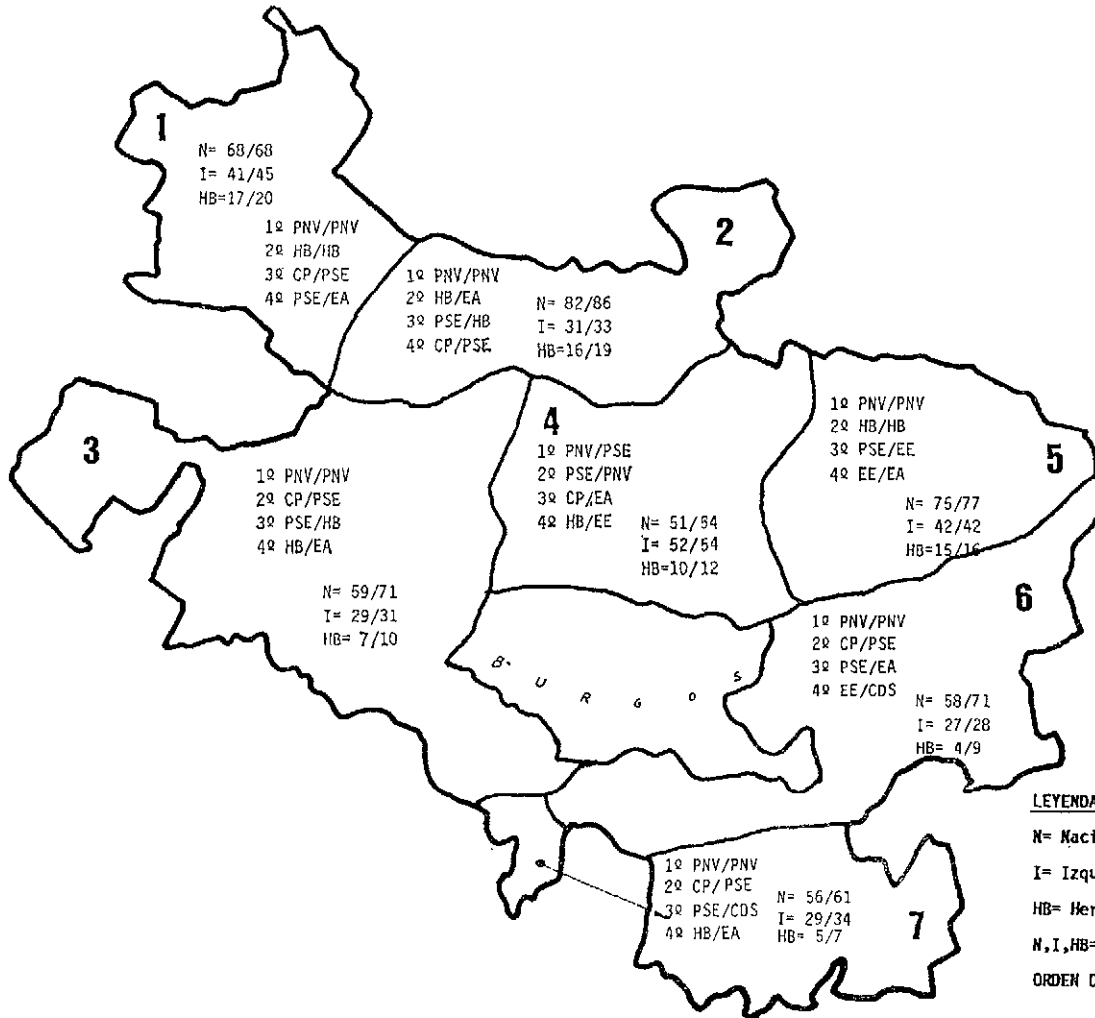 1
N= 68/68
I= 41/45
HB=17/20
1º PNV/PNV
2º HB/HB
3º CP/PSE
4º PSE/EA
2
1º PNV/PNV
2º HB/EA
3º PSE/HB
4º CP/PSE
N= 82/86
I= 31/33
HB=16/19
3
1º PNV/PNV
2º CP/PSE
3º PSE/HB
4º HB/EA
N= 59/71
I= 29/31
HB= 7/10
4
1º PNV/PSE
2º PSE/PNV
3º CP/EA
4º HB/EE
N= 51/54
I= 52/54
HB=10/12
5
1º PNV/PNV
2º HB/HB
3º PSE/EE
4º EE/EA
N= 75/77
I= 42/42
HB=15/16
6
1º PNV/PNV
2º CP/PSE
3º PSE/EA
4º EE/CDS
N= 58/71
I= 27/28
HB= 4/9
BURGOS
7
1º PNV/PNV
2º CP/PSE
3º PSE/CDS
4º HB/EA
N= 56/61
I= 29/34
HB= 5/7
LEYENDA
N= Naci
I= Izqu
HB= Her
N,I,HB=
ORDEN D